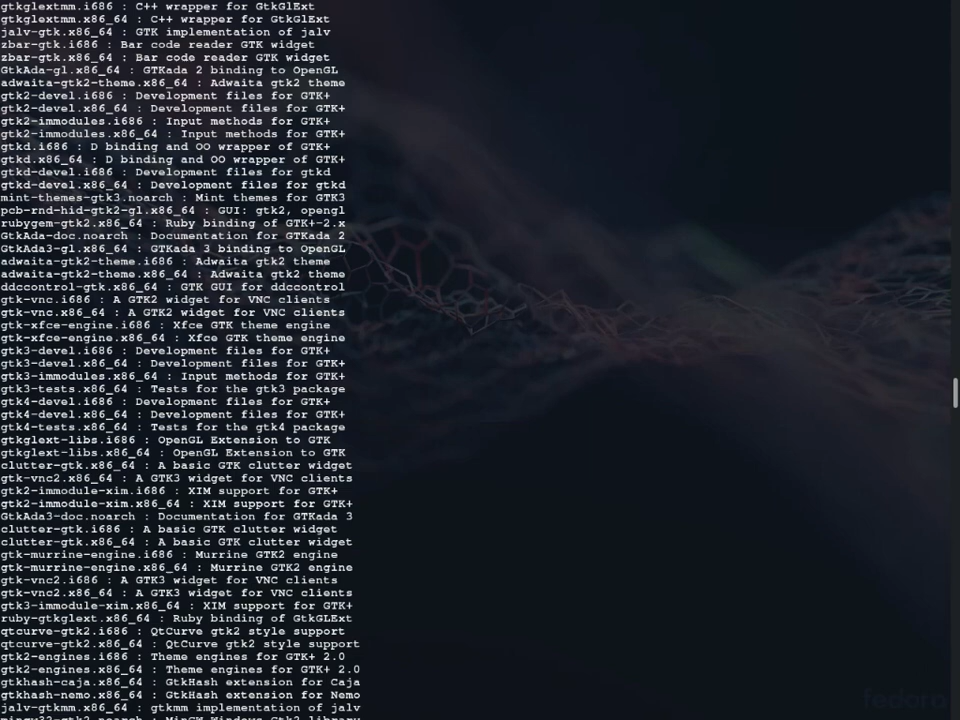 gtkglextmm.i686 : C++ wrapper for GtkGlExt
gtkglextmm.x86_64 : C++ wrapper for GtkGlExt
jalv-gtk.x86_64 : GTK implementation of jalv
zbar-gtk.i686 : Bar code reader GTK widget
zbar-gtk.x86_64 : Bar code reader GTK widget
GtkAda-gl.x86_64 : GTKada 2 binding to OpenGL
adwaita-gtk2-theme.x86_64 : Adwaita gtk2 theme
gtk2-devel.i686 : Development files for GTK+
gtk2-devel.x86_64 : Development files for GTK+
gtk2-immodules.i686 : Input methods for GTK+
gtk2-immodules.x86_64 : Input methods for GTK+
gtkd.i686 : D binding and OO wrapper of GTK+
gtkd.x86_64 : D binding and OO wrapper of GTK+
gtkd-devel.i686 : Development files for gtkd
gtkd-devel.x86_64 : Development files for gtkd
mint-themes-gtk3.noarch : Mint themes for GTK3
pcb-rnd-hid-gtk2-gl.x86_64 : GUI: gtk2, opengl
rubygem-gtk2.x86_64 : Ruby binding of GTK+-2.x
GtkAda-doc.noarch : Documentation for GTKada 2
GtkAda3-gl.x86_64 : GTKada 3 binding to OpenGL
adwaita-gtk2-theme.i686 : Adwaita gtk2 theme
adwaita-gtk2-theme.x86_64 : Adwaita gtk2 theme
ddccontrol-gtk.x86_64 : GTK GUI for ddccontrol
gtk-vnc.i686 : A GTK2 widget for VNC clients
gtk-vnc.x86_64 : A GTK2 widget for VNC clients
gtk-xfce-engine.i686 : Xfce GTK theme engine
gtk-xfce-engine.x86_64 : Xfce GTK theme engine
gtk3-devel.i686 : Development files for GTK+
gtk3-devel.x86_64 : Development files for GTK+
gtk3-immodules.x86_64 : Input methods for GTK+
gtk3-tests.x86_64 : Tests for the gtk3 package
gtk4-devel.i686 : Development files for GTK+
gtk4-devel.x86_64 : Development files for GTK+
gtk4-tests.x86_64 : Tests for the gtk4 package
gtkglext-libs.i686 : OpenGL Extension to GTK
gtkglext-libs.x86_64 : OpenGL Extension to GTK
clutter-gtk.x86_64 : A basic GTK clutter widget
gtk-vnc2.x86_64 : A GTK3 widget for VNC clients
gtk2-immodule-xim.i686 : XIM support for GTK+
gtk2-immodule-xim.x86_64 : XIM support for GTK+
GtkAda3-doc.noarch : Documentation for GTKada 3
clutter-gtk.i686 : A basic GTK clutter widget
clutter-gtk.x86_64 : A basic GTK clutter widget
gtk-murrine-engine.i686 : Murrine GTK2 engine
gtk-murrine-engine.x86_64 : Murrine GTK2 engine
gtk-vnc2.i686 : A GTK3 widget for VNC clients
gtk-vnc2.x86_64 : A GTK3 widget for VNC clients
gtk3-immodule-xim.x86_64 : XIM support for GTK+
ruby-gtkglext.x86_64 : Ruby binding of GtkGLExt
qtcurve-gtk2.i686 : QtCurve gtk2 style support
qtcurve-gtk2.x86_64 : QtCurve gtk2 style support
gtk2-engines.i686 : Theme engines for GTK+ 2.0
gtk2-engines.x86_64 : Theme engines for GTK+ 2.0
gtkhash-caja.x86_64 : GtkHash extension for Caja
gtkhash-nemo.x86_64 : GtkHash extension for Nemo
jalv-gtkmm.x86_64 : gtkmm implementation of jalv
mingw32-gtk2.noarch : MinGW Windows Gtk2 library
fedora